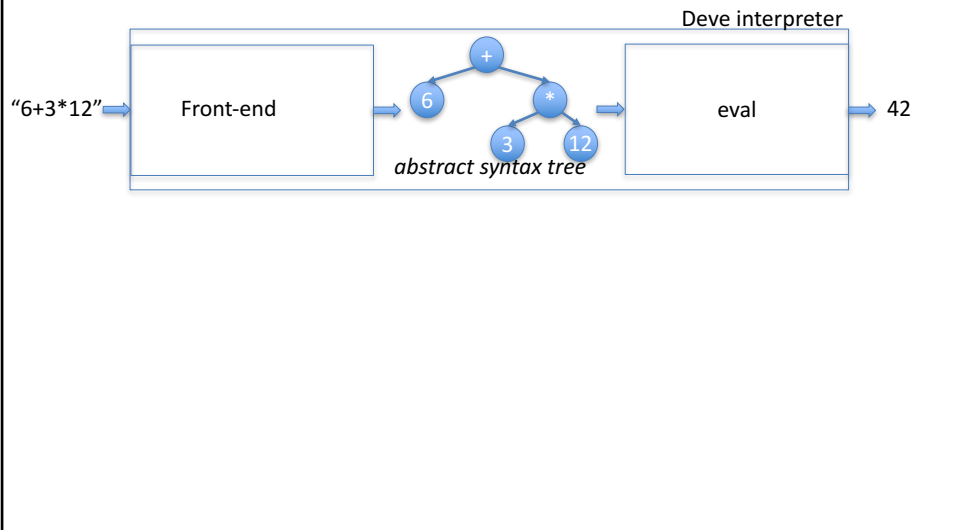 Deve interpreter
“6+3*12”
Front-end
+
6
*
3
12
abstract syntax tree
eval
42